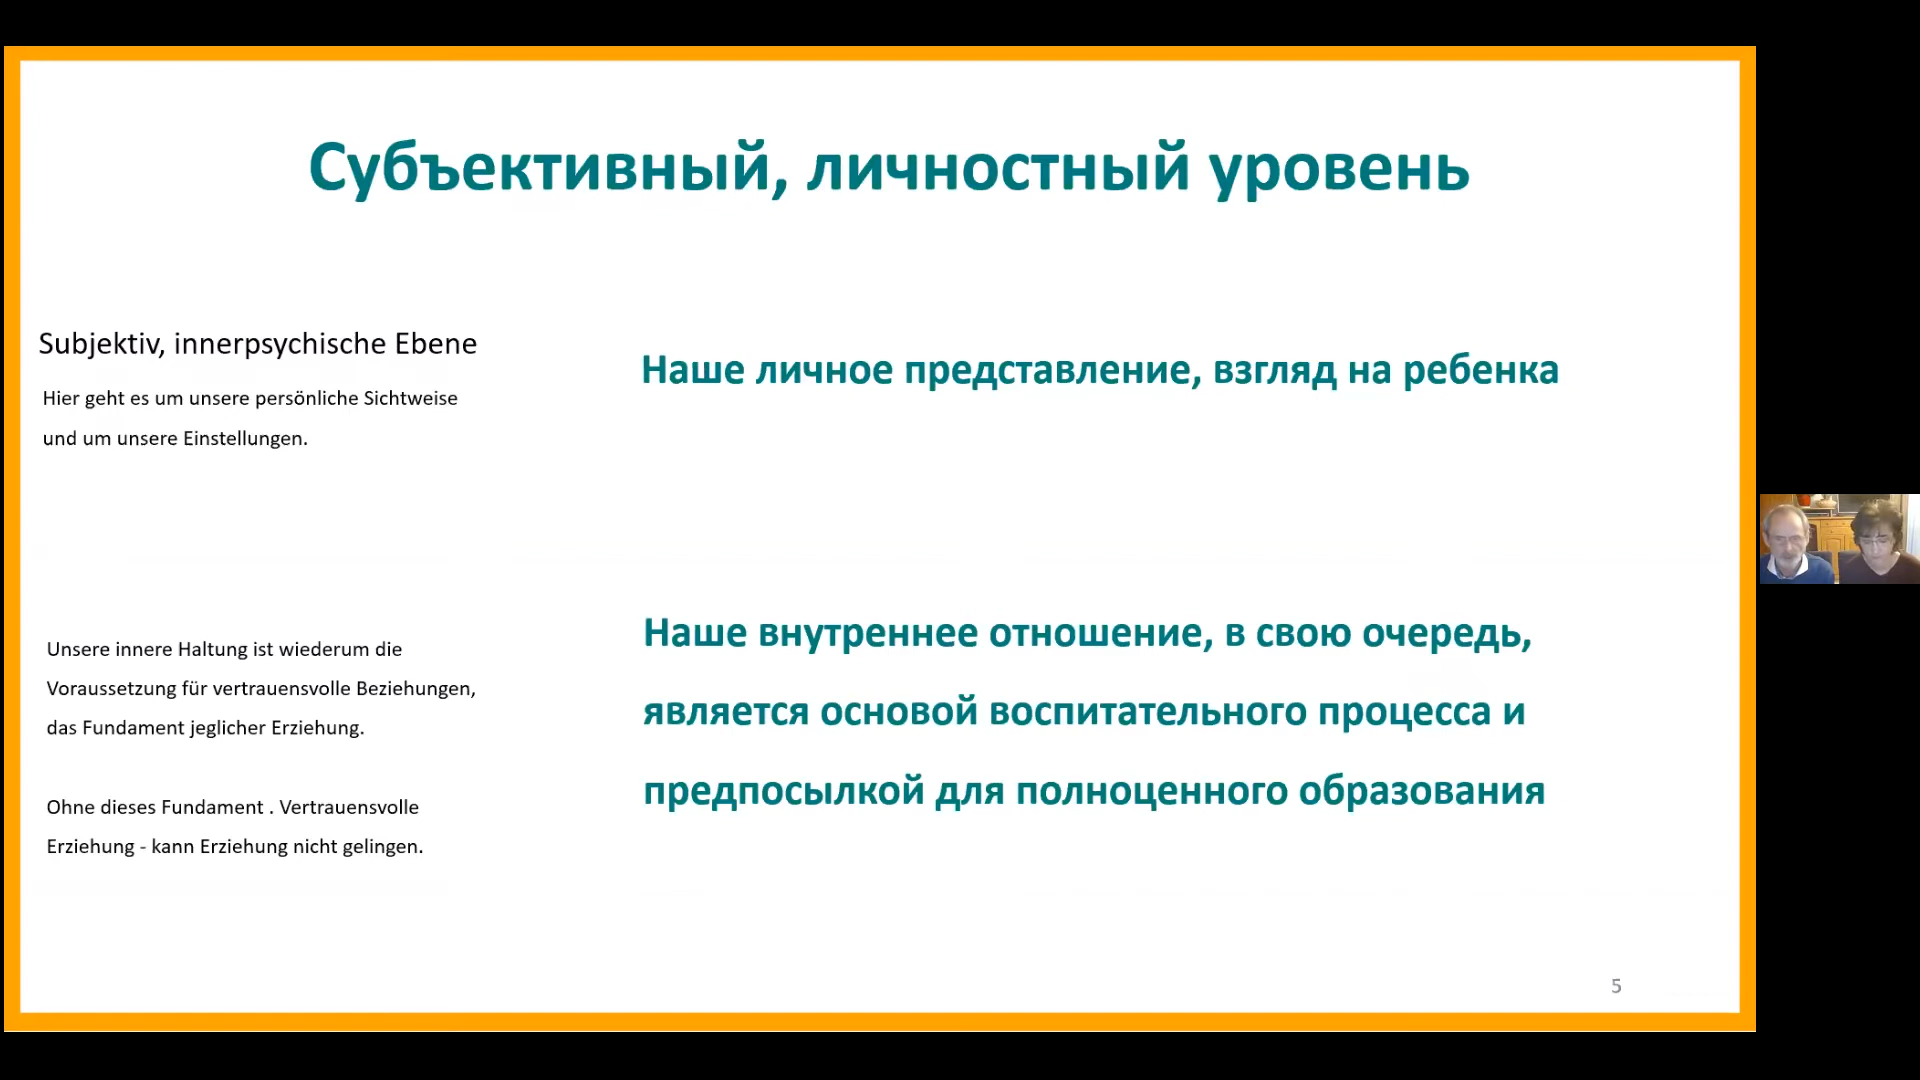 Субъективный, личностный уровень
Subjektiv, innerpsychische Ebene
Hier geht es um unsere persönliche Sichtweise
und um unsere Einstellungen.
Наше личное представление, взгляд на ребенка
Unsere innere Haltung ist wiederum die
Voraussetzung für vertrauensvolle Beziehungen,
das Fundament jeglicher Erziehung.
Ohne dieses Fundament . Vertrauensvolle
Erziehung - kann Erziehung nicht gelingen.
Наше внутреннее отношение, в свою очередь,
является основой воспитательного процесса и
предпосылкой для полноценного образования
5